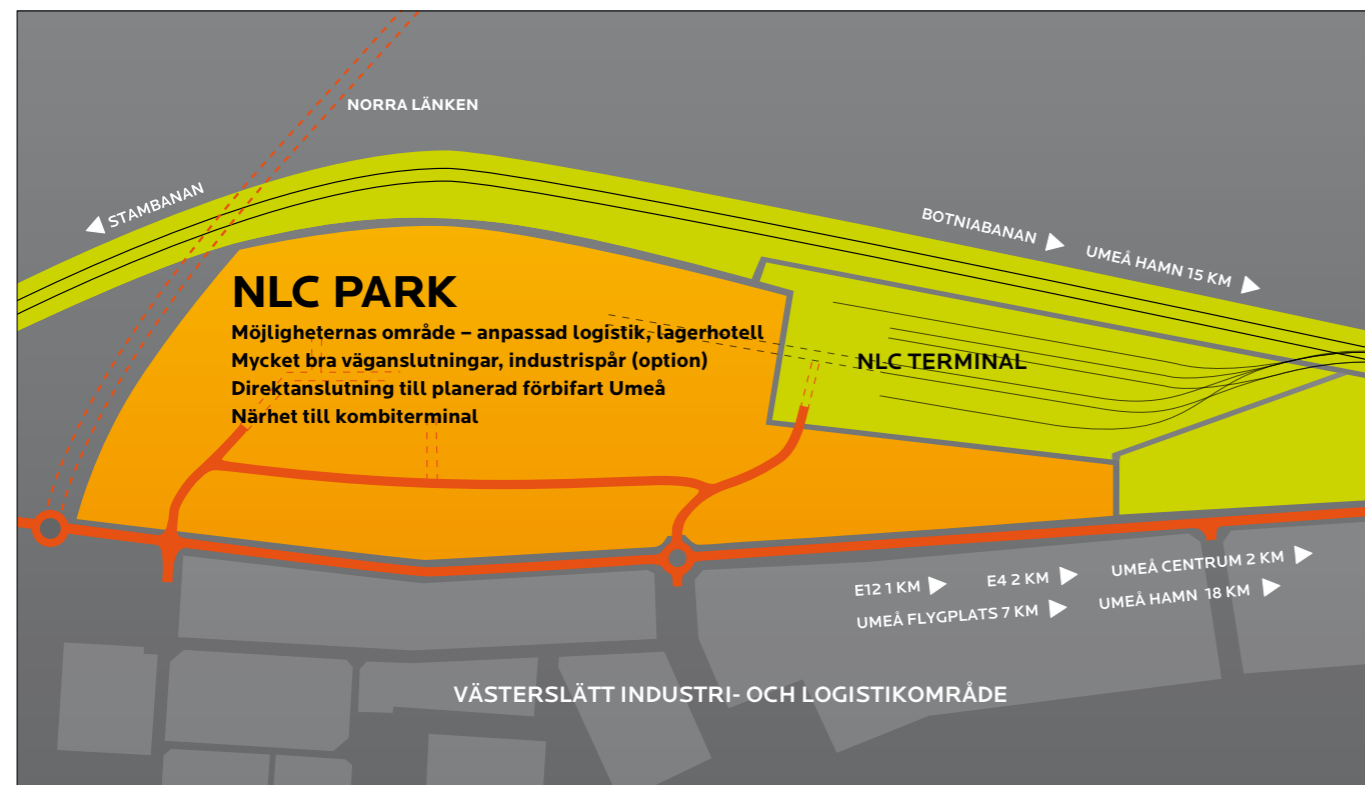 NORRA LÄNKEN
STAMBANAN
BOTNIABANAN
UMEÅ HAMN 15 KM
NLC PARK
Möjligheternas område – anpassad logistik, lagerhotell
Mycket bra väganslutningar, industrispår (option)
Direktanslutning till planerad förbifart Umeå
Närhet till kombiterminal
NLC TERMINAL
E12 1 KM
E4 2 KM
UMEÅ CENTRUM 2 KM
UMEÅ FLYGPLATS 7 KM
UMEÅ HAMN 18 KM
VÄSTERSLÄTT INDUSTRI- OCH LOGISTIKOMRÅDE